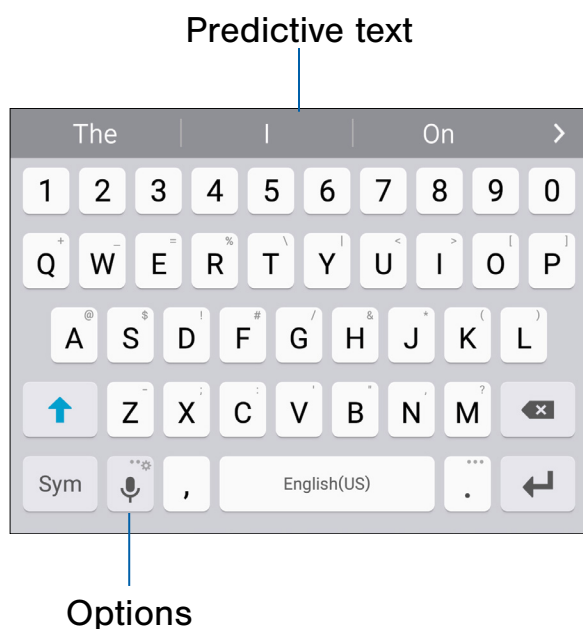 Predictive text
The I On >
1 2 3 4 5 6 7 8 9 0
+ _ = % \ | < > [ ]
Q W E R T Y U I O P
@ $ ! # / & * ( )
A S D F G H J K L
- ; : ' " , ?
Z X C V B N M
Sym , English(US) .
Options